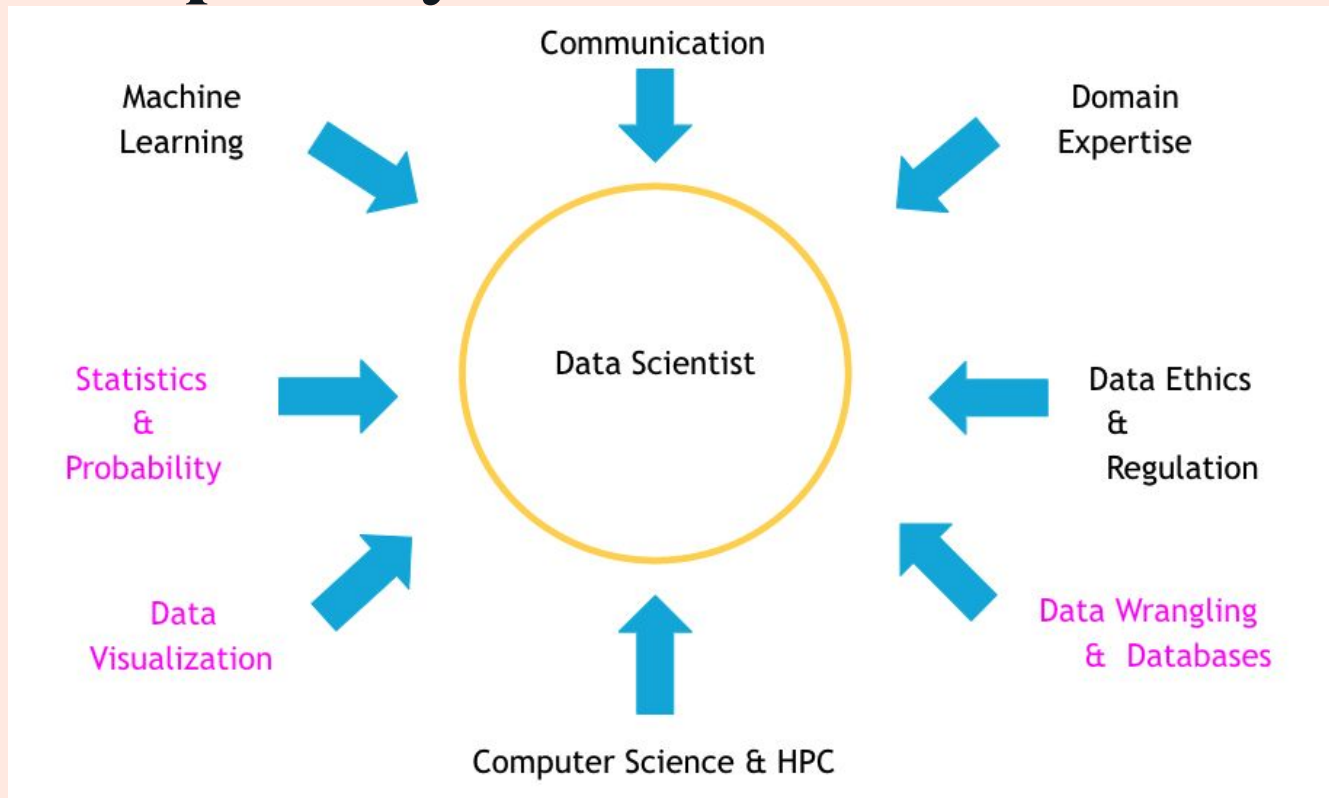 Communication
Machine
Learning
Domain
Expertise
Data Scientist
Statistics
&
Probability
Data Ethics
&
Regulation
Data
Visualization
Data Wrangling
& Databases
Computer Science & HPC